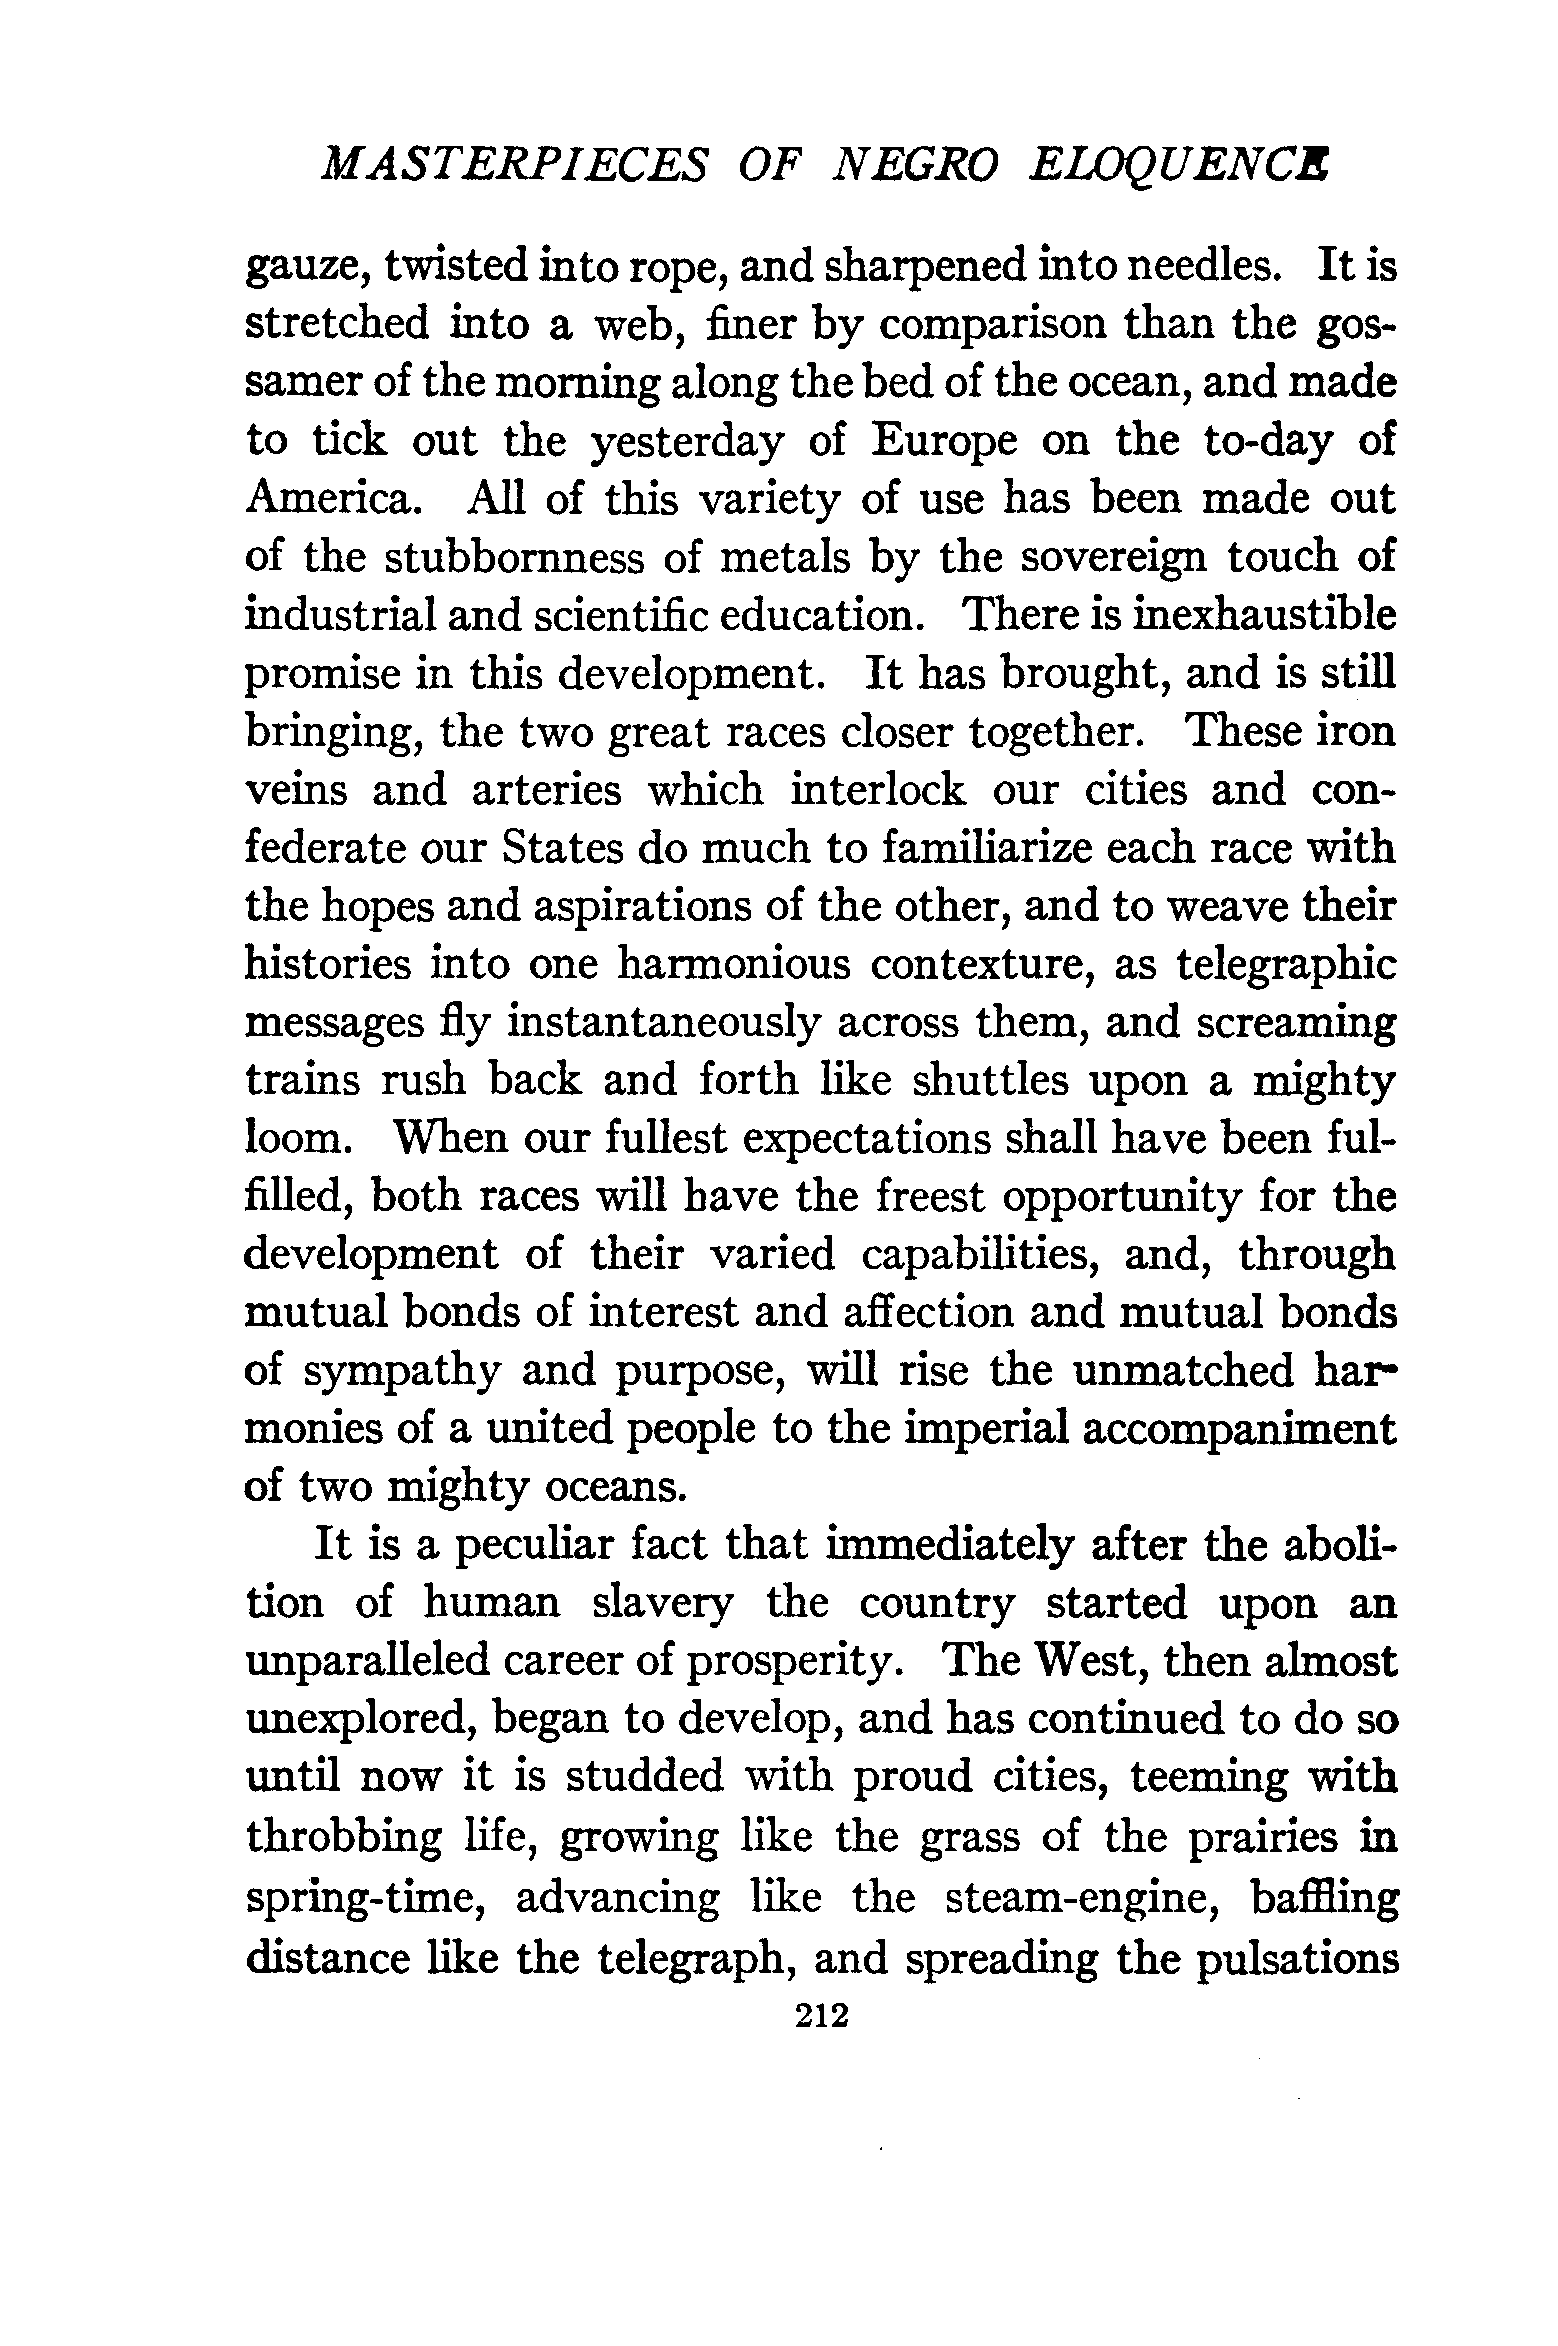 MASTERPIECES OF NEGRO ELOQUENCE
gauze, twisted into rope, and sharpened into needles. It is
stretched into a web, finer by comparison than the gos-
samer of the morning along the bed of the ocean, and made
to tick out the yesterday of Europe on the to-day of
America. All of this variety of use has been made out
of the stubbornness of metals by the sovereign touch of
industrial and scientific education. There is inexhaustible
promise in this development. It has brought, and is still
bringing, the two great races closer together. These iron
veins and arteries which interlock our cities and con-
federate our States do much to familiarize each race with
the hopes and aspirations of the other, and to weave their
histories into one harmonious contexture, as telegraphic
messages fly instantaneously across them, and screaming
trains rush back and forth like shuttles upon a mighty
loom. When our fullest expectations shall have been ful-
filled, both races will have the freest opportunity for the
development of their varied capabilities, and, through
mutual bonds of interest and affection and mutual bonds
of sympathy and purpose, will rise the unmatched har-
monies of a united people to the imperial accompaniment
of two mighty oceans.
It is a peculiar fact that immediately after the aboli-
tion of human slavery the country started upon an
unparalleled career of prosperity. The West, then almost
unexplored, began to develop, and has continued to do so
until now it is studded with proud cities, teeming with
throbbing life, growing like the grass of the prairies in
spring-time, advancing like the steam-engine, baffling
distance like the telegraph, and spreading the pulsations
212